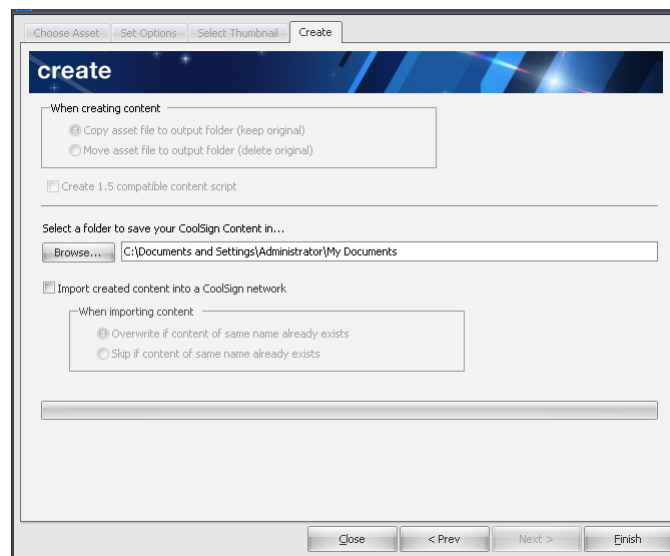 Choose Asset Set Options Select Thumbnail Create
create
When creating content
Copy asset file to output folder (keep original)
Move asset file to output folder (delete original)
Create 1.5 compatible content script
Select a folder to save your CoolSign Content in...
Browse... C:\Documents and Settings\Administrator\My Documents
Import created content into a CoolSign network
When importing content
Overwrite if content of same name already exists
Skip if content of same name already exists
Close < Prev Next > Finish